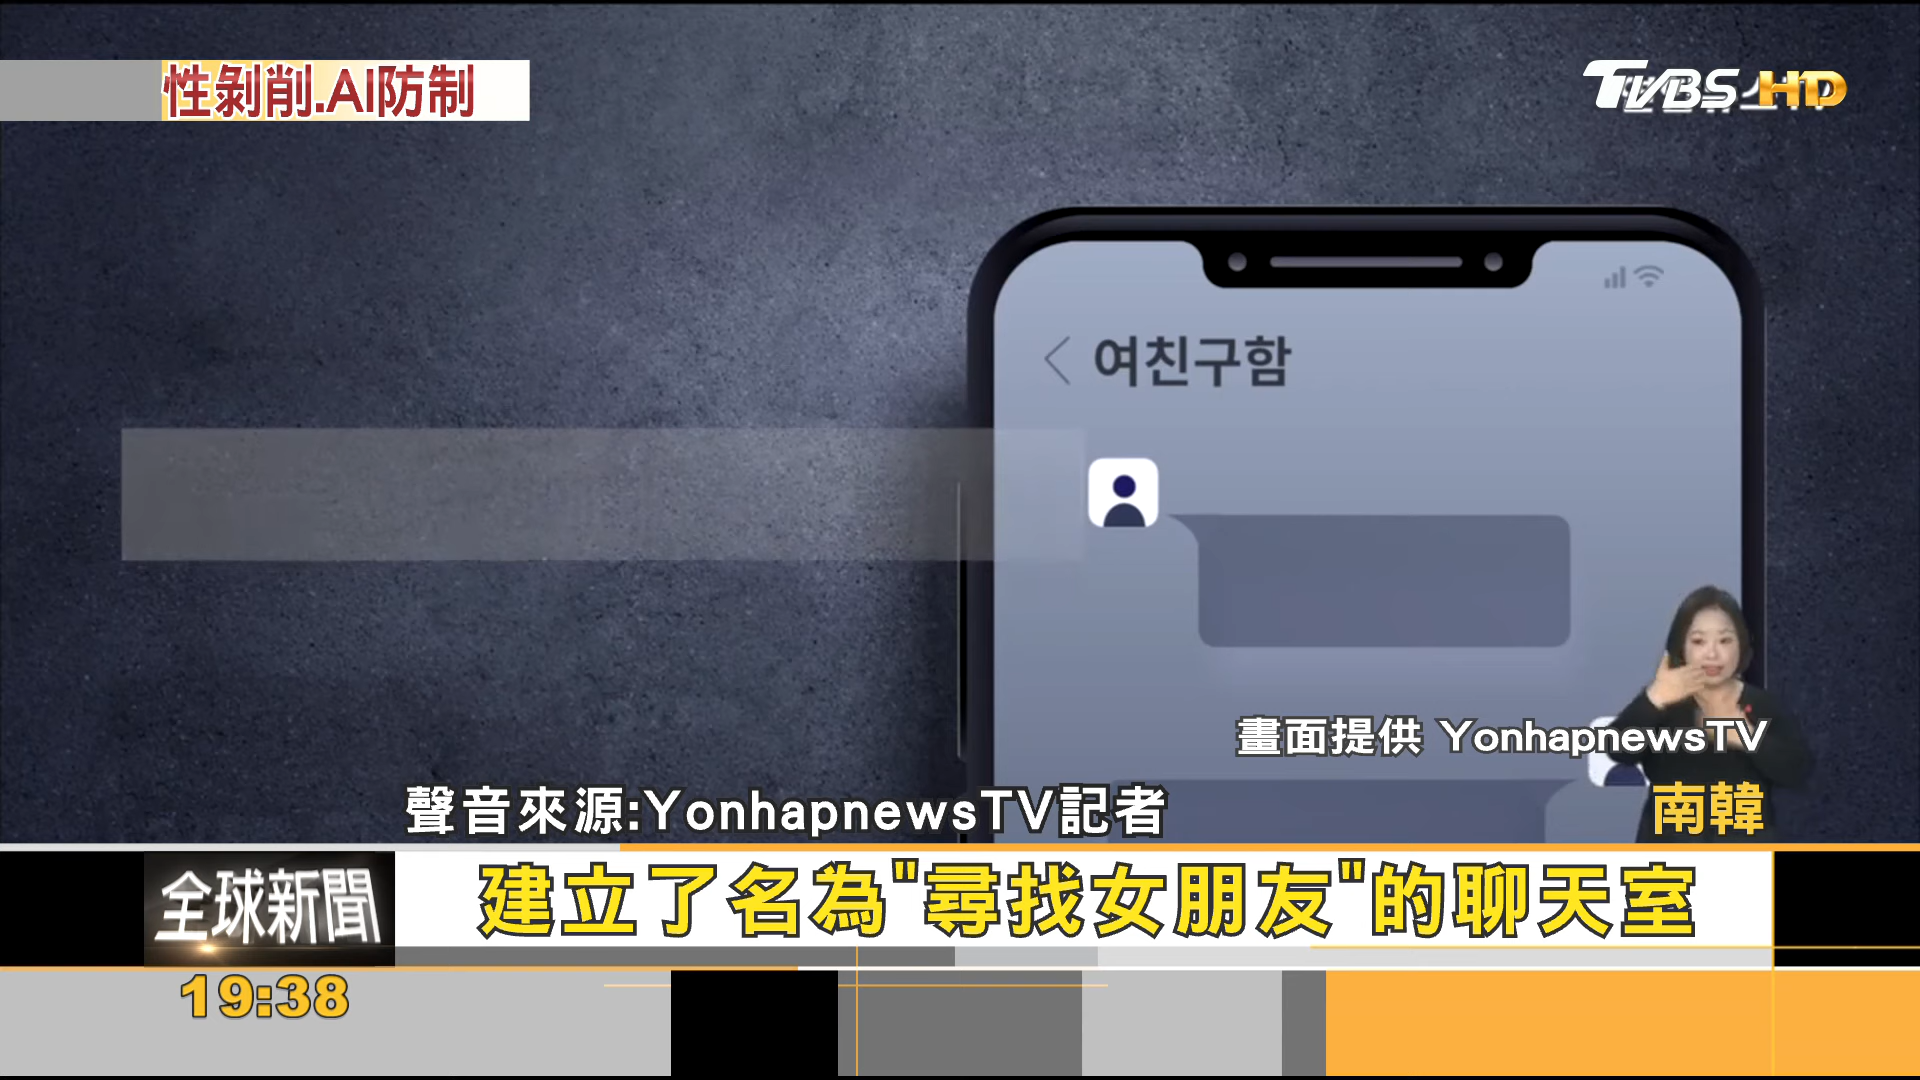 性剝削.AI防制
TVBS HD
여친구함
畫面提供 YonhapnewsTV
聲音來源:YonhapnewsTV記者
南韓
全球新聞
建立了名為"尋找女朋友"的聊天室
19:38